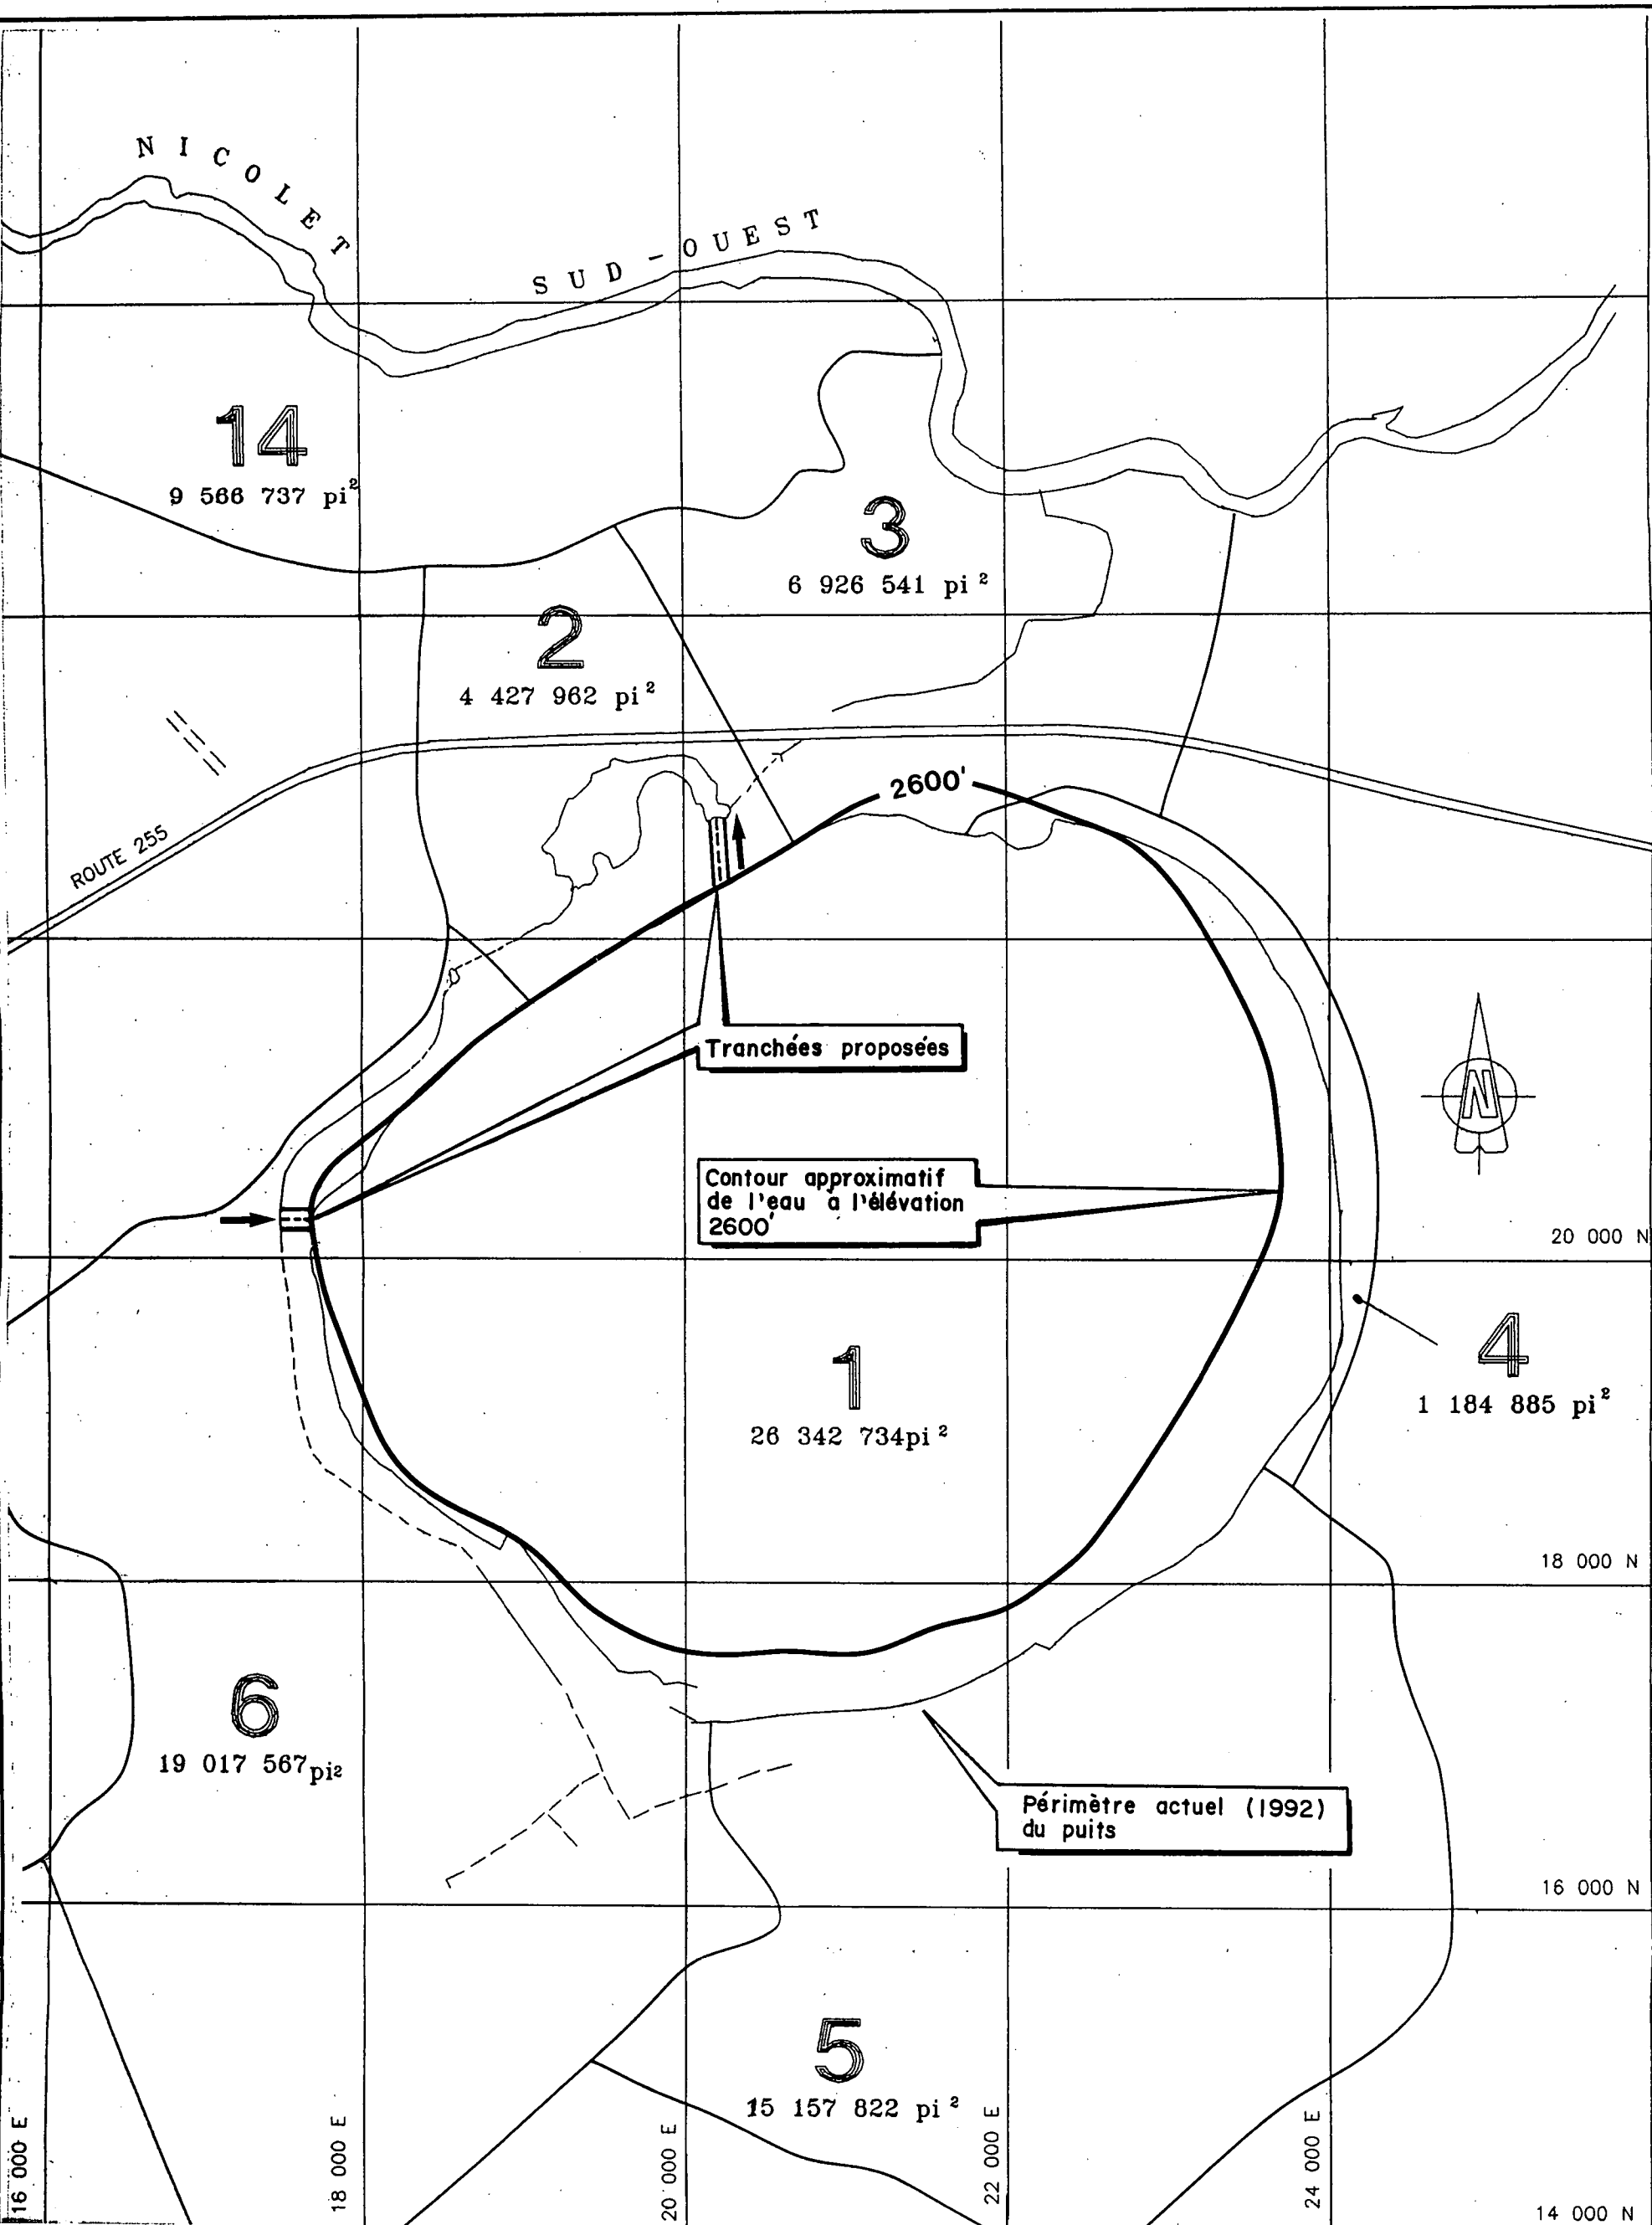 NICOLET
SUD-OUEST
14
9 566 737 pi²
3
6 926 541 pi²
2
4 427 962 pi²
2600'
ROUTE 255
Tranchées proposées
N
Contour approximatif
de l'eau à l'élévation
2600'
20 000 N
1
26 342 734pi²
4
1 184 885 pi²
18 000 N
6
19 017 567pi²
Périmètre actuel (1992)
du puits
16 000 N
5
15 157 822 pi²
16 000 E
18 000 E
20 000 E
22 000 E
24 000 E
14 000 N